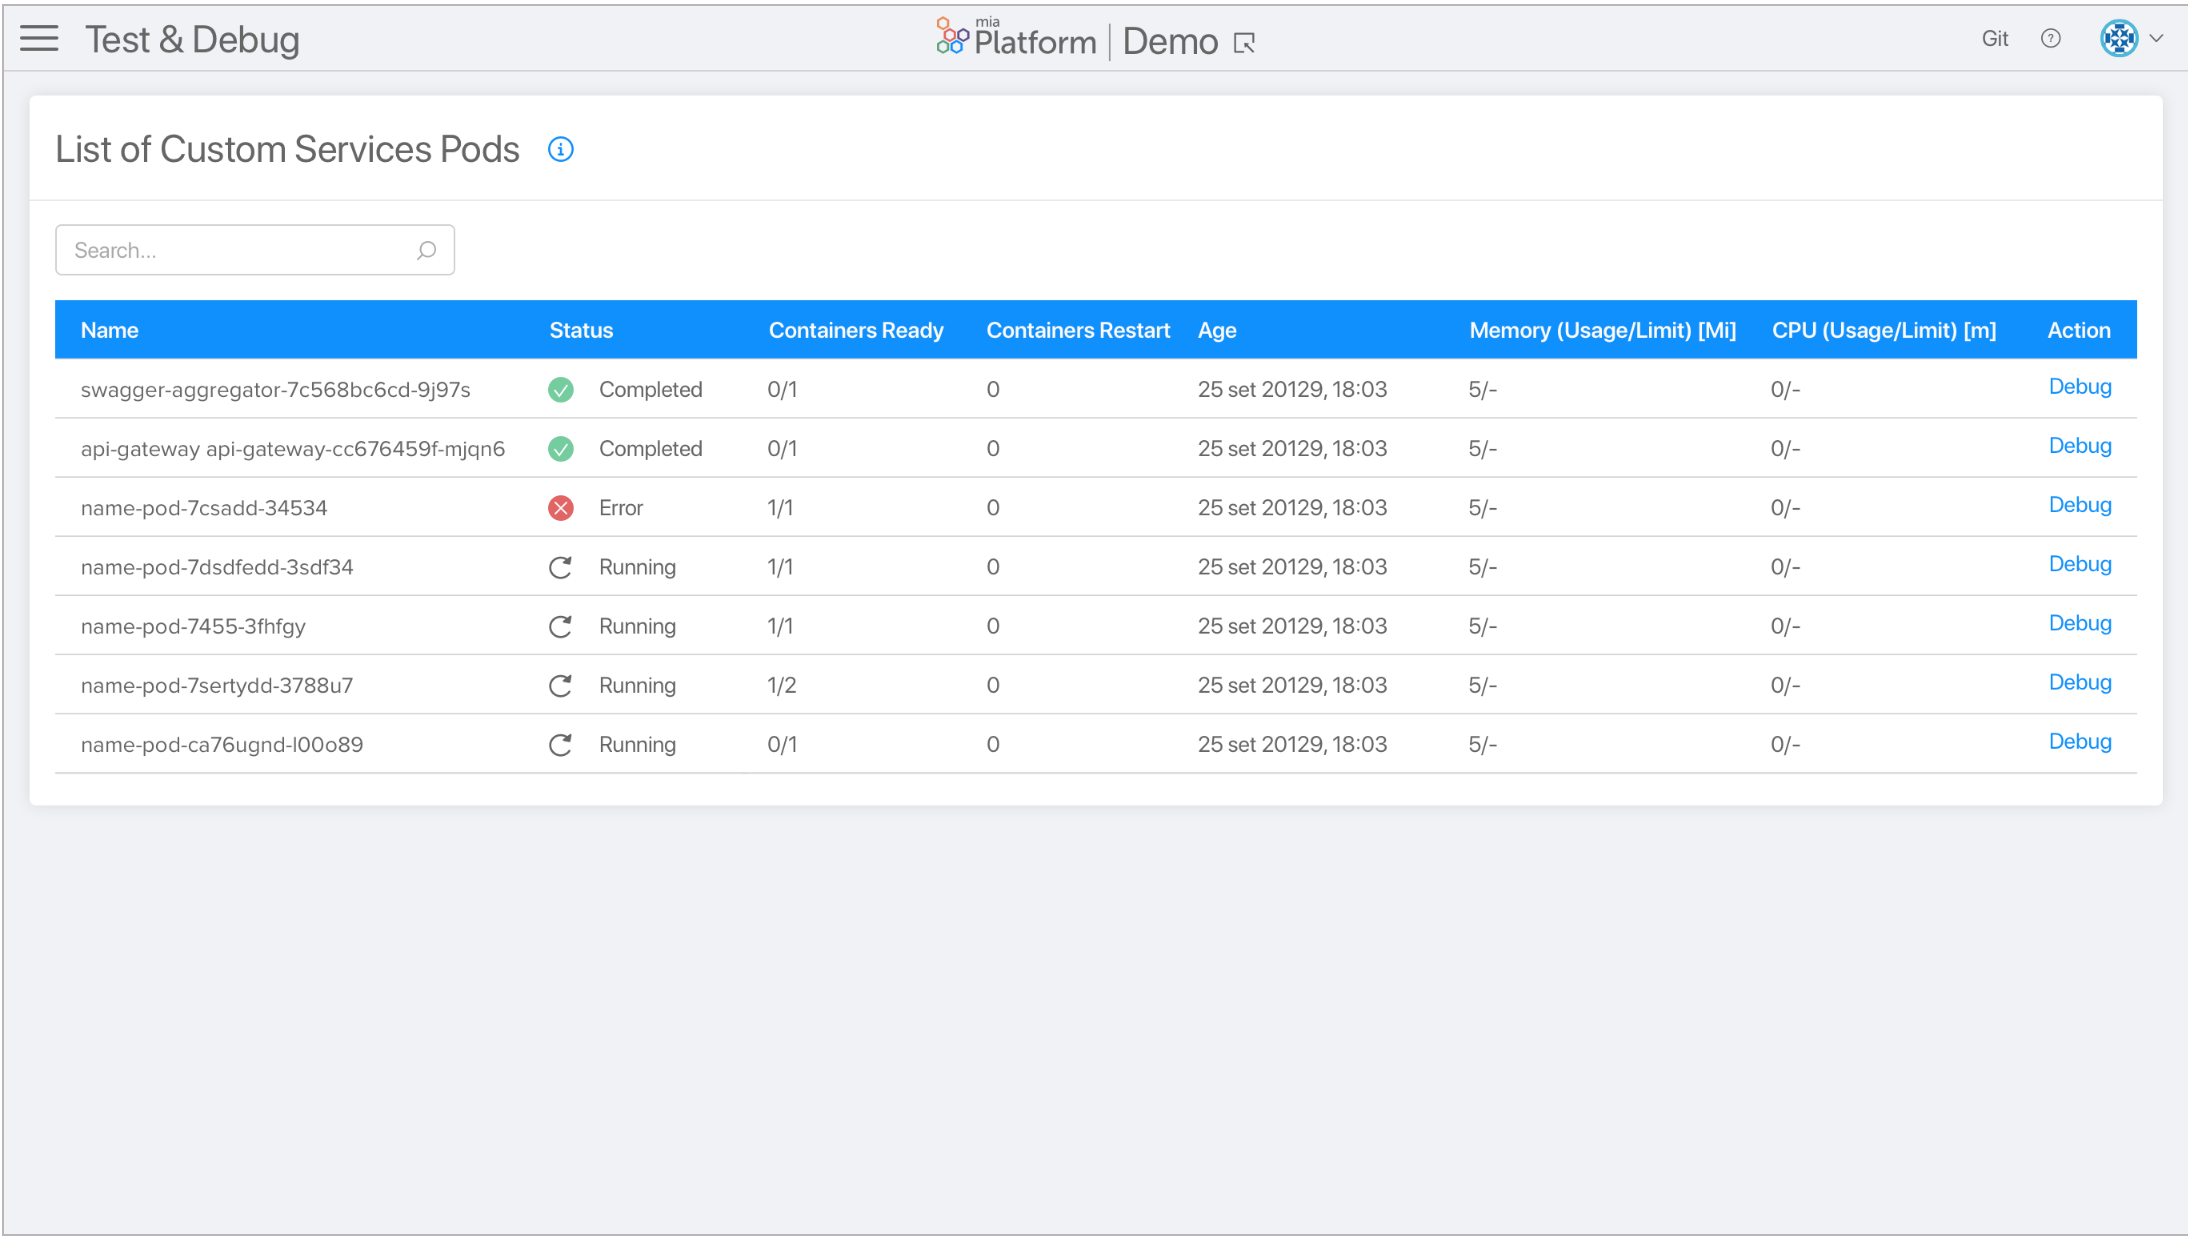 Test & Debug
mia
Platform | Demo
Git
?
List of Custom Services Pods i
Search...
Name Status Containers Ready Containers Restart Age Memory (Usage/Limit) [Mi] CPU (Usage/Limit) [m] Action
swagger-aggregator-7c568bc6cd-9j97s Completed 0/1 0 25 set 20129, 18:03 5/- 0/- Debug
api-gateway api-gateway-cc676459f-mjqn6 Completed 0/1 0 25 set 20129, 18:03 5/- 0/- Debug
name-pod-7csadd-34534 Error 1/1 0 25 set 20129, 18:03 5/- 0/- Debug
name-pod-7dsdfedd-3sdf34 Running 1/1 0 25 set 20129, 18:03 5/- 0/- Debug
name-pod-7455-3fhfgy Running 1/1 0 25 set 20129, 18:03 5/- 0/- Debug
name-pod-7sertydd-3788u7 Running 1/2 0 25 set 20129, 18:03 5/- 0/- Debug
name-pod-ca76ugnd-l00o89 Running 0/1 0 25 set 20129, 18:03 5/- 0/- Debug